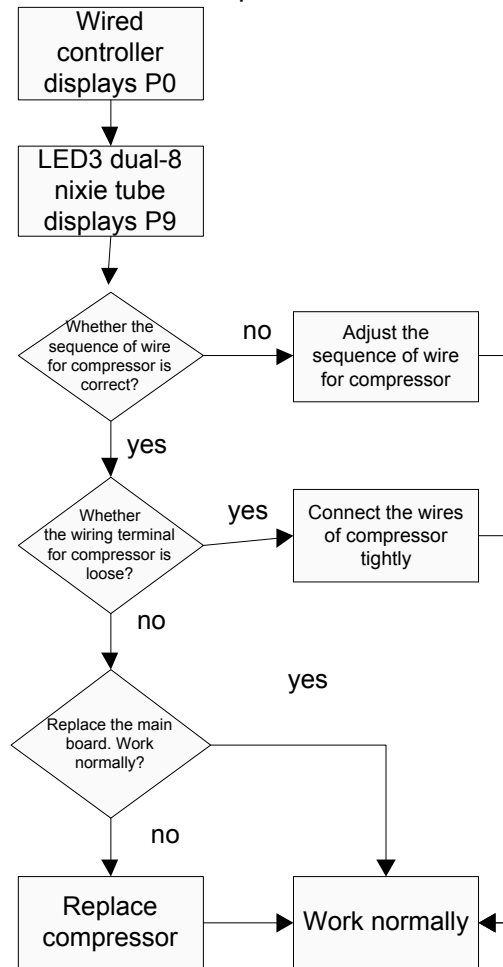 Wired
controller
displays P0
LED3 dual-8
nixie tube
displays P9
Whether the
sequence of wire
for compressor is
correct?
no
Adjust the
sequence of wire
for compressor
yes
Whether
the wiring terminal
for compressor is
loose?
yes
Connect the wires
of compressor
tightly
no
yes
Replace the main
board. Work
normally?
no
Replace
compressor
Work normally